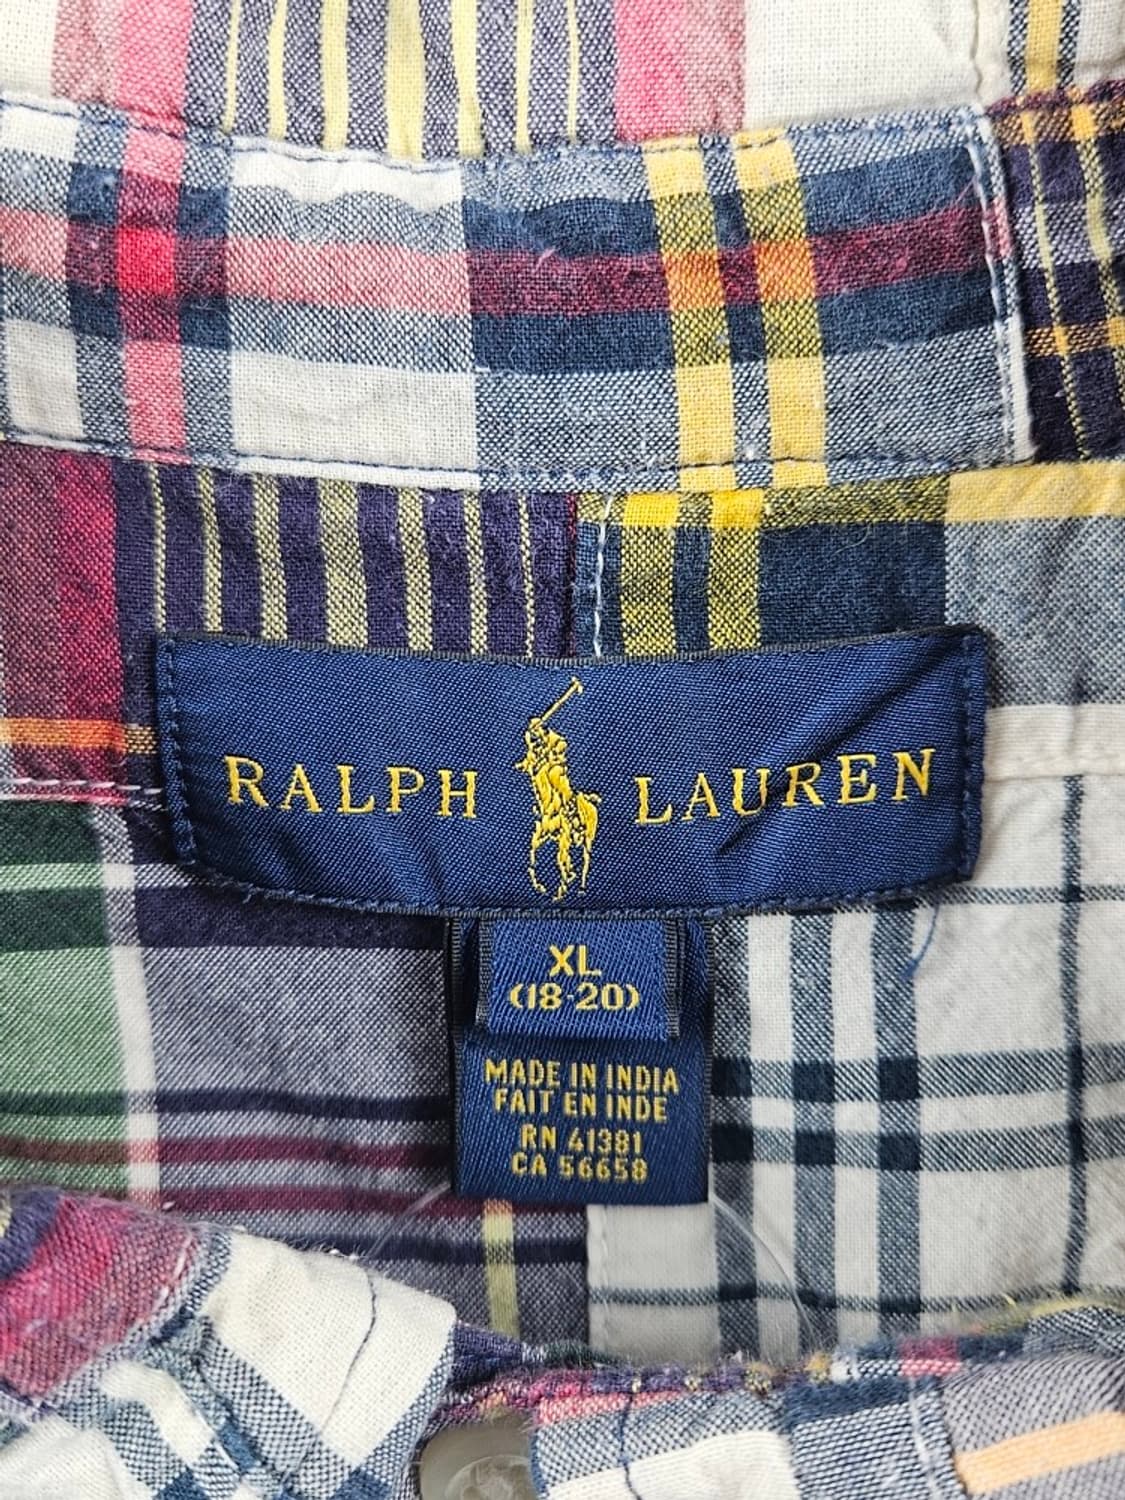 RALPH LAUREN
XL
(18-20)
MADE IN INDIA
FAIT EN INDE
RN 41381
CA 56658